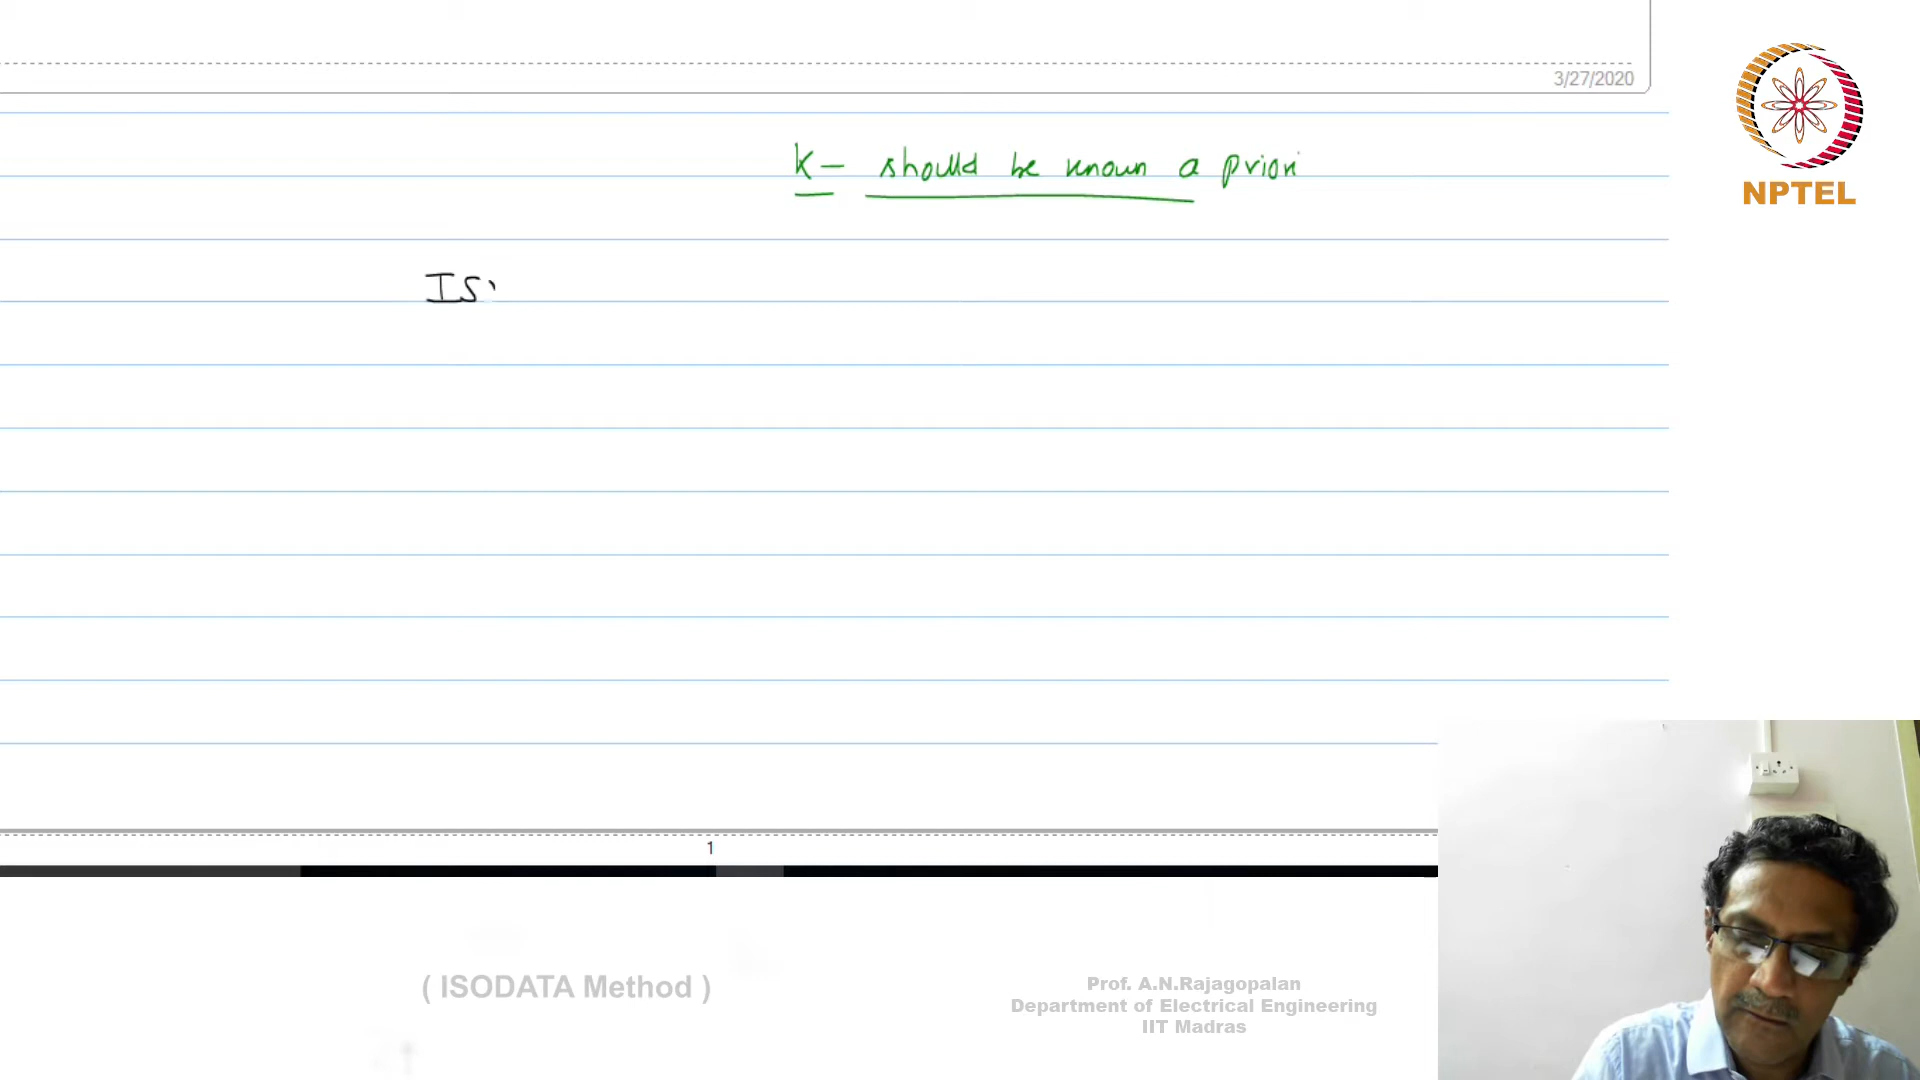 3/27/2020
NPTEL
K- should be known a priori
IS
1
( ISODATA Method )
Prof. A.N.Rajagopalan
Department of Electrical Engineering
IIT Madras